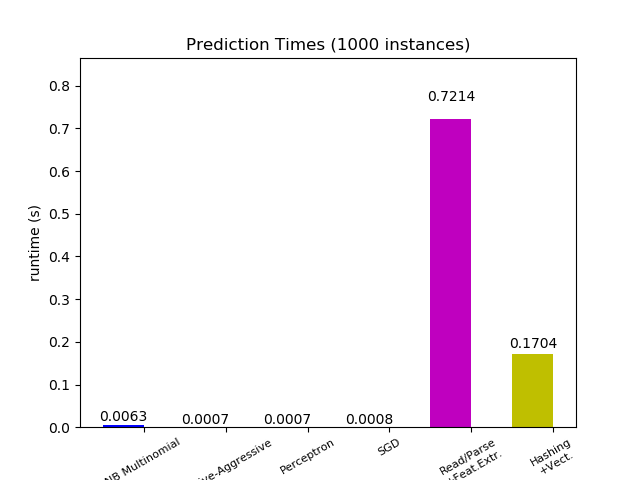 Prediction Times (1000 instances)
0.8
0.7
0.6
0.5
0.4
0.3
0.2
0.1
0.0
runtime (s)
0.0063
0.0007
0.0007
0.0008
0.7214
0.1704
NB Multinomial
ve-Aggressive
Perceptron
SGD
Read/Parse
+Feat.Extr.
Hashing
+Vect.